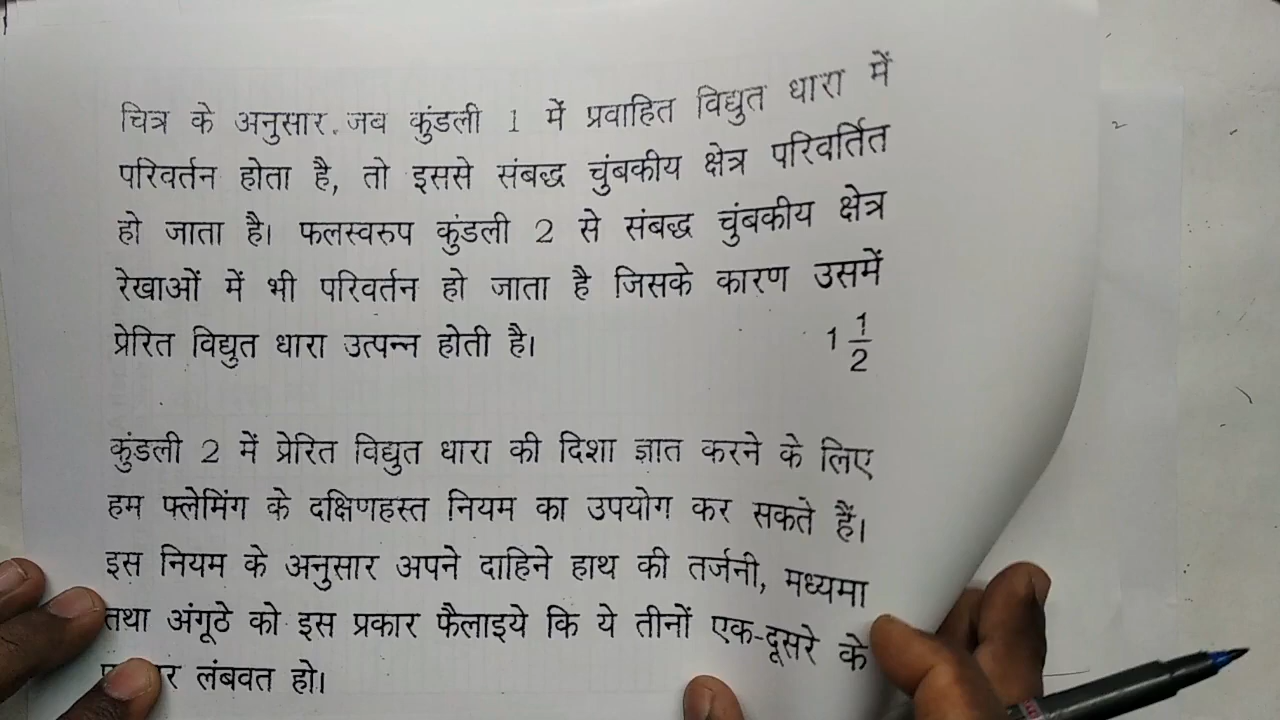 चित्र के अनुसार जब कुंडली 1 में प्रवाहित विद्युत धारा में
परिवर्तन होता है, तो इससे संबद्ध चुंबकीय क्षेत्र परिवर्तित
हो जाता है। फलस्वरुप कुंडली 2 से संबद्ध चुंबकीय क्षेत्र
रेखाओं में भी परिवर्तन हो जाता है जिसके कारण उसमें
प्रेरित विद्युत धारा उत्पन्न होती है।
1 1/2
कुंडली 2 में प्रेरित विद्युत धारा की दिशा ज्ञात करने के लिए
हम फ्लेमिंग के दक्षिणहस्त नियम का उपयोग कर सकते हैं।
इस नियम के अनुसार अपने दाहिने हाथ की तर्जनी, मध्यमा
तथा अंगूठे को इस प्रकार फैलाइये कि ये तीनों एक-दूसरे के
लंबवत हो।